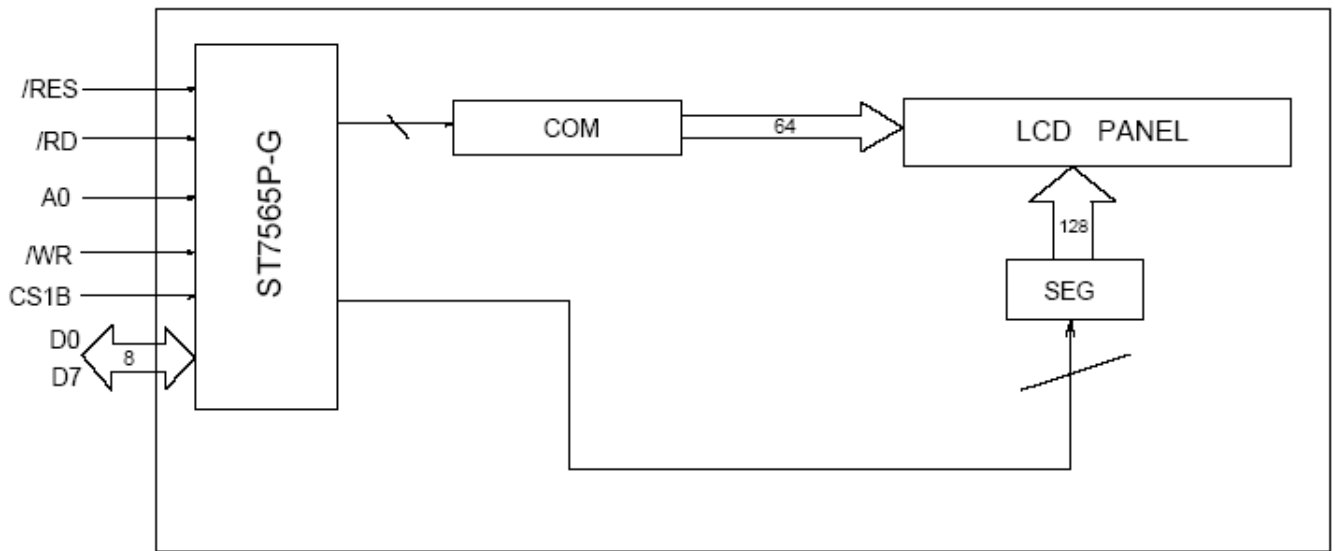 /RES
/RD
A0
/WR
CS1B
D0
D7
8
ST7565P-G
COM
64
LCD PANEL
128
SEG